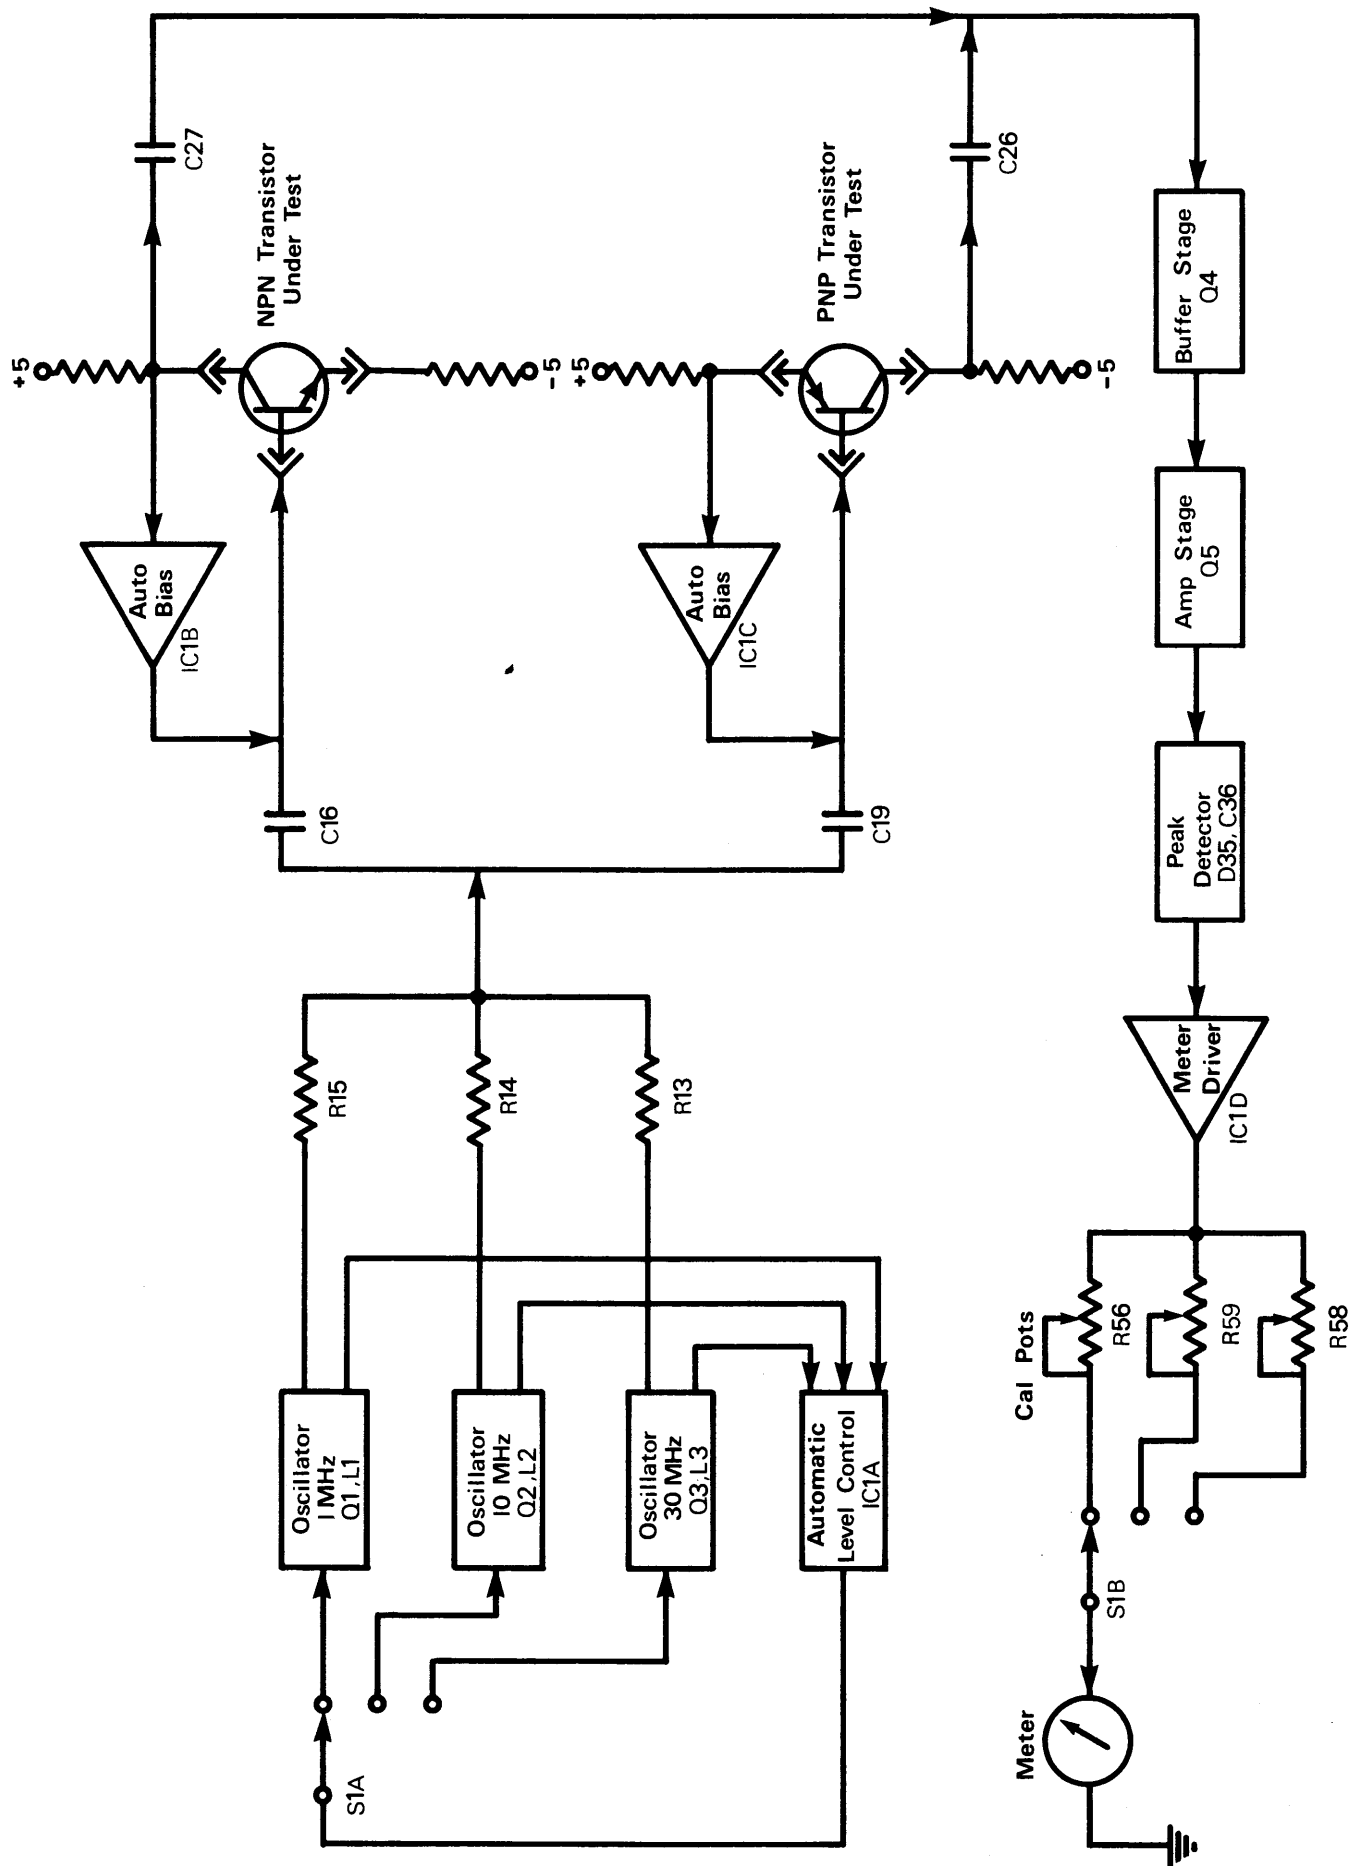 Oscillator
1 MHz
Q1, L1
Oscillator
10 MHz
Q2, L2
Oscillator
30 MHz
Q3, L3
Automatic
Level Control
IC1A
S1A
R15
R14
R13
C16
C19
Auto
Bias
IC1B
Auto
Bias
IC1C
+5
NPN Transistor
Under Test
-5
+5
PNP Transistor
Under Test
-5
C27
C26
Buffer Stage
Q4
Amp Stage
Q5
Peak
Detector
D35, C36
Meter
Driver
IC1D
Cal Pots
R56
R59
R58
S1B
Meter